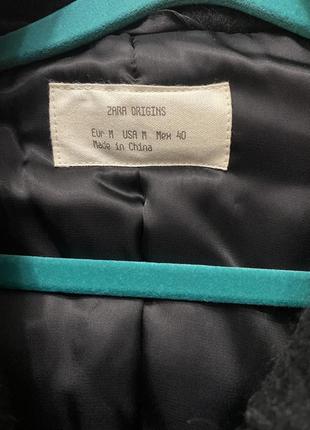 ZARA ORIGINS
Eur M USA M Mex 40
Made in China